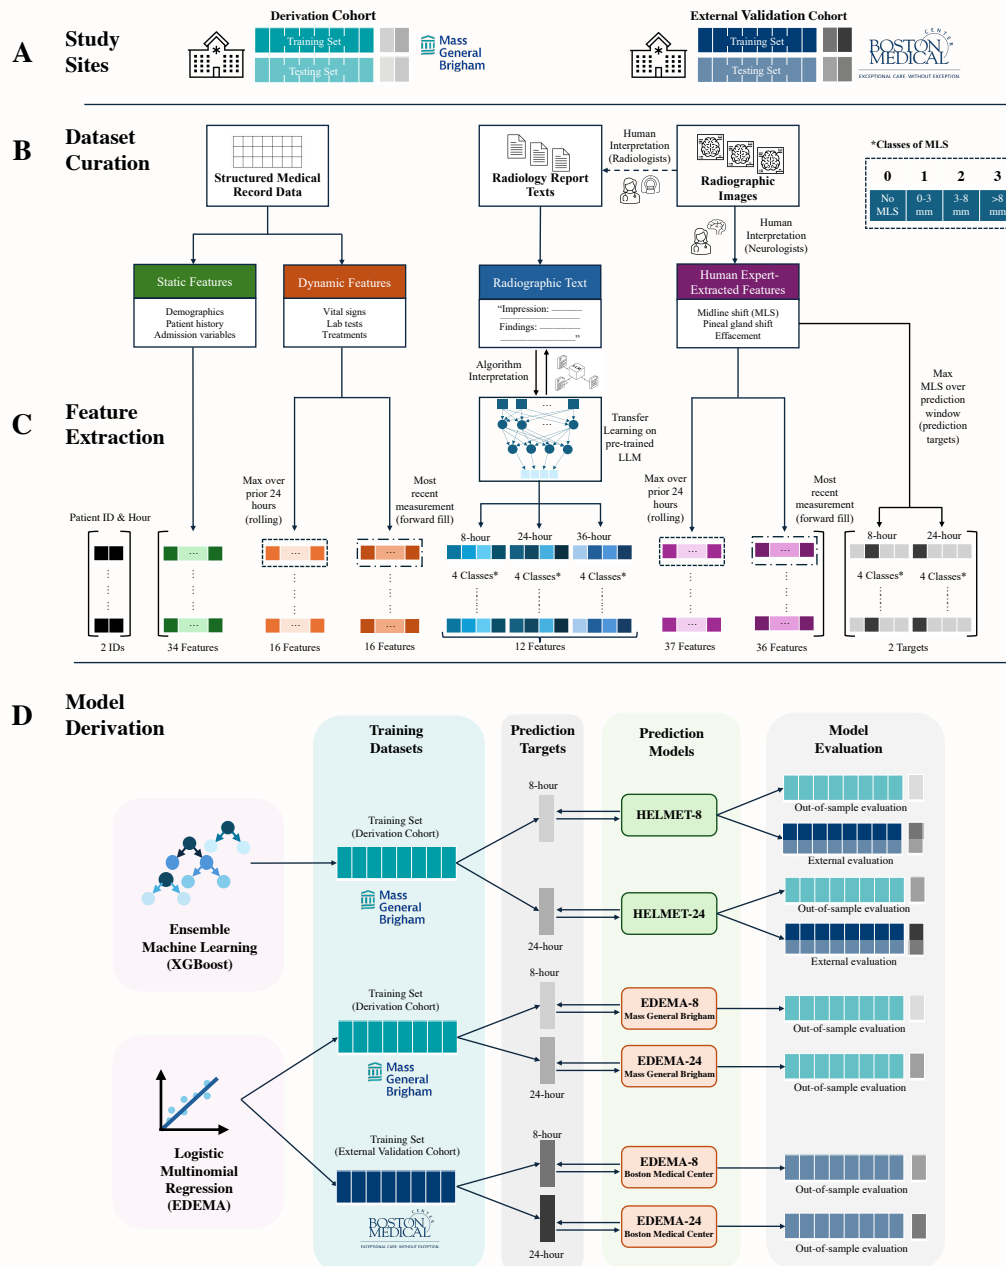 A
Study
Sites
Derivation Cohort
Training Set
Testing Set
Mass
General
Brigham
External Validation Cohort
Training Set
Testing Set
BOSTON
MEDICAL
CENTER
EXCEPTIONAL CARE. WITHOUT EXCEPTION.
B
Dataset
Curation
Structured Medical
Record Data
Radiology Report
Texts
Human
Interpretation
(Radiologists)
Radiographic
Images
*Classes of MLS
0 1 2 3
No MLS
0-3 mm
3-8 mm
>8 mm
Human
Interpretation
(Neurologists)
Static Features
Demographics
Patient history
Admission variables
Dynamic Features
Vital signs
Lab tests
Treatments
Radiographic Text
“Impression:
Findings:
”
Human Expert-
Extracted Features
Midline shift (MLS)
Pineal gland shift
Effacement
Algorithm
Interpretation
LLM
C
Feature
Extraction
Transfer
Learning on
pre-trained
LLM
Max
MLS over
prediction
window
(prediction
targets)
Max over
prior 24
hours
(rolling)
Most
recent
measurement
(forward fill)
Max over
prior 24
hours
(rolling)
Most
recent
measurement
(forward fill)
Patient ID & Hour
8-hour 24-hour 36-hour
8-hour 24-hour
4 Classes* 4 Classes* 4 Classes*
4 Classes* 4 Classes*
2 IDs
34 Features
16 Features
16 Features
12 Features
37 Features
36 Features
2 Targets
D
Model
Derivation
Training
Datasets
Prediction
Targets
Prediction
Models
Model
Evaluation
Ensemble
Machine Learning
(XGBoost)
Training Set
(Derivation Cohort)
Mass
General
Brigham
8-hour
24-hour
HELMET-8
HELMET-24
Out-of-sample evaluation
External evaluation
Out-of-sample evaluation
External evaluation
Logistic
Multinomial
Regression
(EDEMA)
Training Set
(Derivation Cohort)
Mass
General
Brigham
8-hour
24-hour
EDEMA-8
Mass General Brigham
EDEMA-24
Mass General Brigham
Out-of-sample evaluation
Out-of-sample evaluation
Training Set
(External Validation Cohort)
BOSTON
MEDICAL
CENTER
EXCEPTIONAL CARE. WITHOUT EXCEPTION.
8-hour
24-hour
EDEMA-8
Boston Medical Center
EDEMA-24
Boston Medical Center
Out-of-sample evaluation
Out-of-sample evaluation